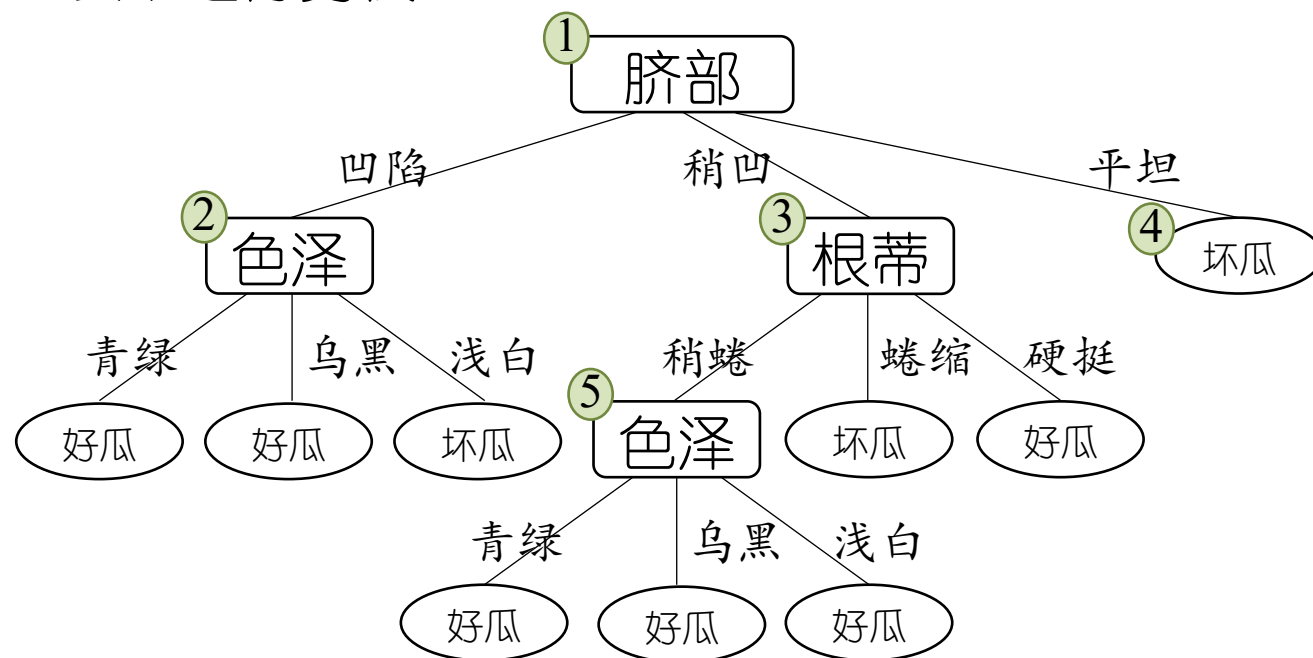 1
脐部
凹陷 稍凹 平坦
2 3 4
色泽 根蒂 坏瓜
青绿 乌黑 浅白 稍蜷 蜷缩 硬挺
5
好瓜 好瓜 坏瓜 色泽 坏瓜 好瓜
青绿 乌黑 浅白
好瓜 好瓜 好瓜